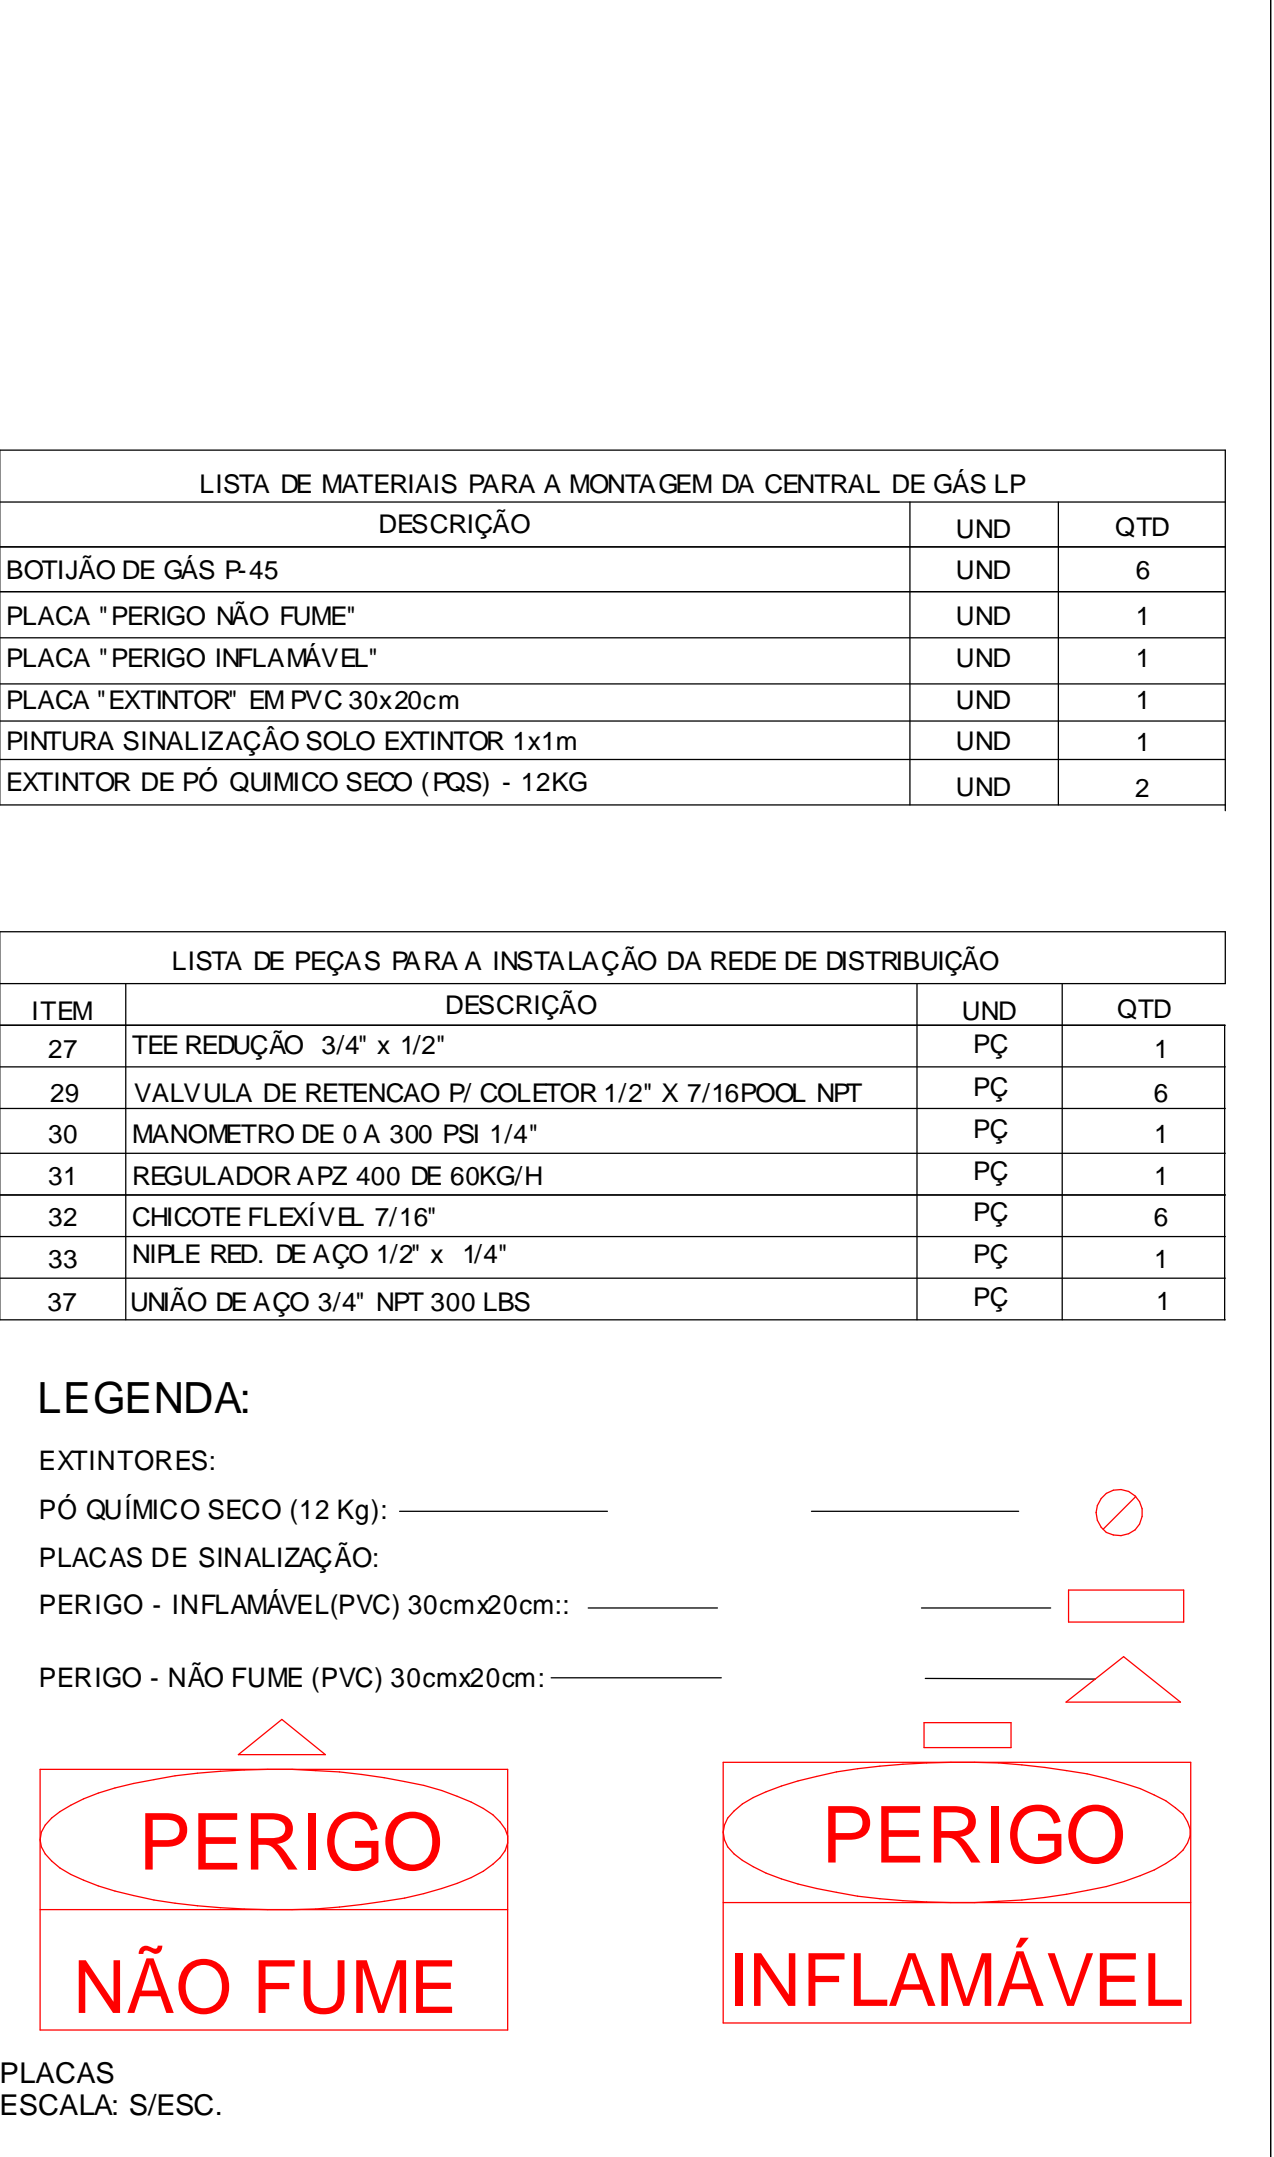 LISTA DE MATERIAIS PARA A MONTAGEM DA CENTRAL DE GÁS LP
DESCRIÇÃO UND QTD
BOTIJÃO DE GÁS P-45 UND 6
PLACA "PERIGO NÃO FUME" UND 1
PLACA "PERIGO INFLAMÁVEL" UND 1
PLACA "EXTINTOR" EM PVC 30x20cm UND 1
PINTURA SINALIZAÇÂO SOLO EXTINTOR 1x1m UND 1
EXTINTOR DE PÓ QUIMICO SECO (PQS) - 12KG UND 2
LISTA DE PEÇAS PARA A INSTALAÇÃO DA REDE DE DISTRIBUIÇÃO
ITEM DESCRIÇÃO UND QTD
27 TEE REDUÇÃO 3/4" x 1/2" PÇ 1
29 VALVULA DE RETENCAO P/ COLETOR 1/2" X 7/16POOL NPT PÇ 6
30 MANOMETRO DE 0 A 300 PSI 1/4" PÇ 1
31 REGULADOR APZ 400 DE 60KG/H PÇ 1
32 CHICOTE FLEXÍVEL 7/16" PÇ 6
33 NIPLE RED. DE AÇO 1/2" x 1/4" PÇ 1
37 UNIÃO DE AÇO 3/4" NPT 300 LBS PÇ 1
LEGENDA:
EXTINTORES:
PÓ QUÍMICO SECO (12 Kg):
PLACAS DE SINALIZAÇÃO:
PERIGO - INFLAMÁVEL(PVC) 30cmx20cm::
PERIGO - NÃO FUME (PVC) 30cmx20cm:
PERIGO
NÃO FUME
PERIGO
INFLAMÁVEL
PLACAS
ESCALA: S/ESC.